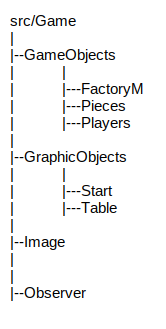 src/Game
|
|--GameObjects
| |
| |---FactoryM
| |---Pieces
| |---Players
|
|--GraphicObjects
| |
| |---Start
| |---Table
|
|--Image
|
|
|--Observer